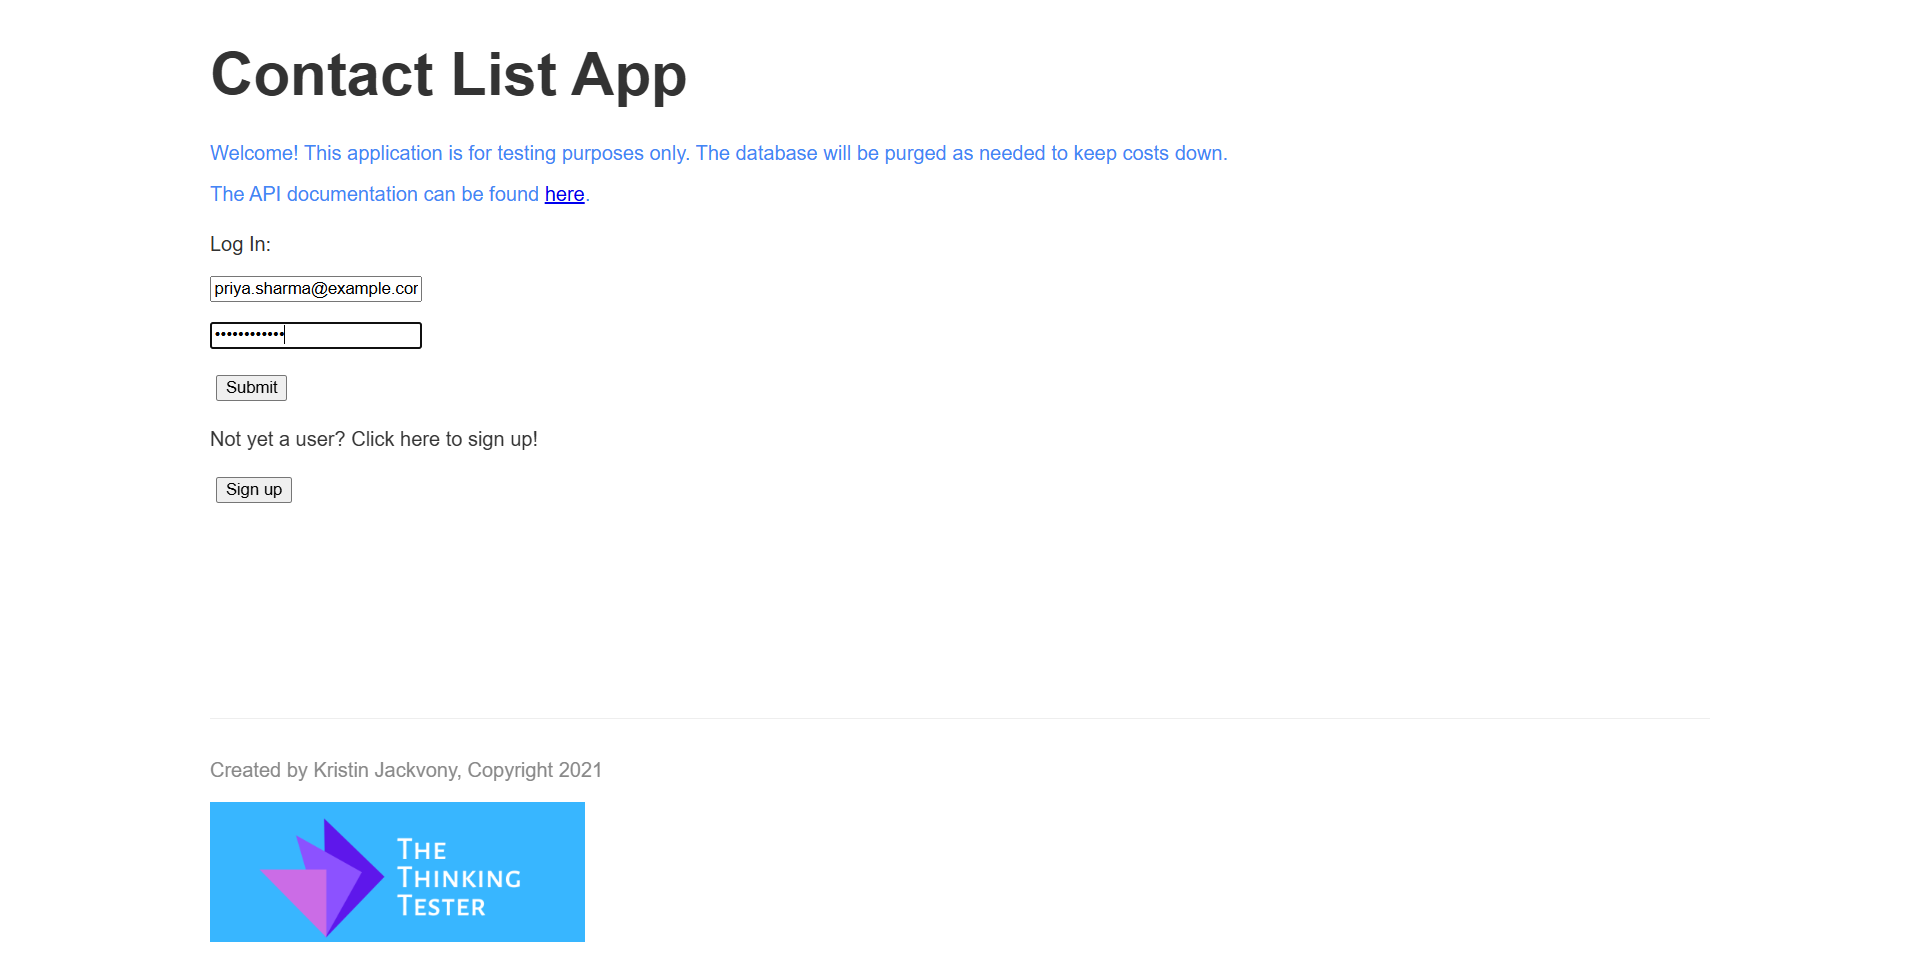 Contact List App
Welcome! This application is for testing purposes only. The database will be purged as needed to keep costs down.
The API documentation can be found here.
Log In:
priya.sharma@example.cor
••••••••••••
Submit
Not yet a user? Click here to sign up!
Sign up
Created by Kristin Jackvony, Copyright 2021
THE
THINKING
TESTER